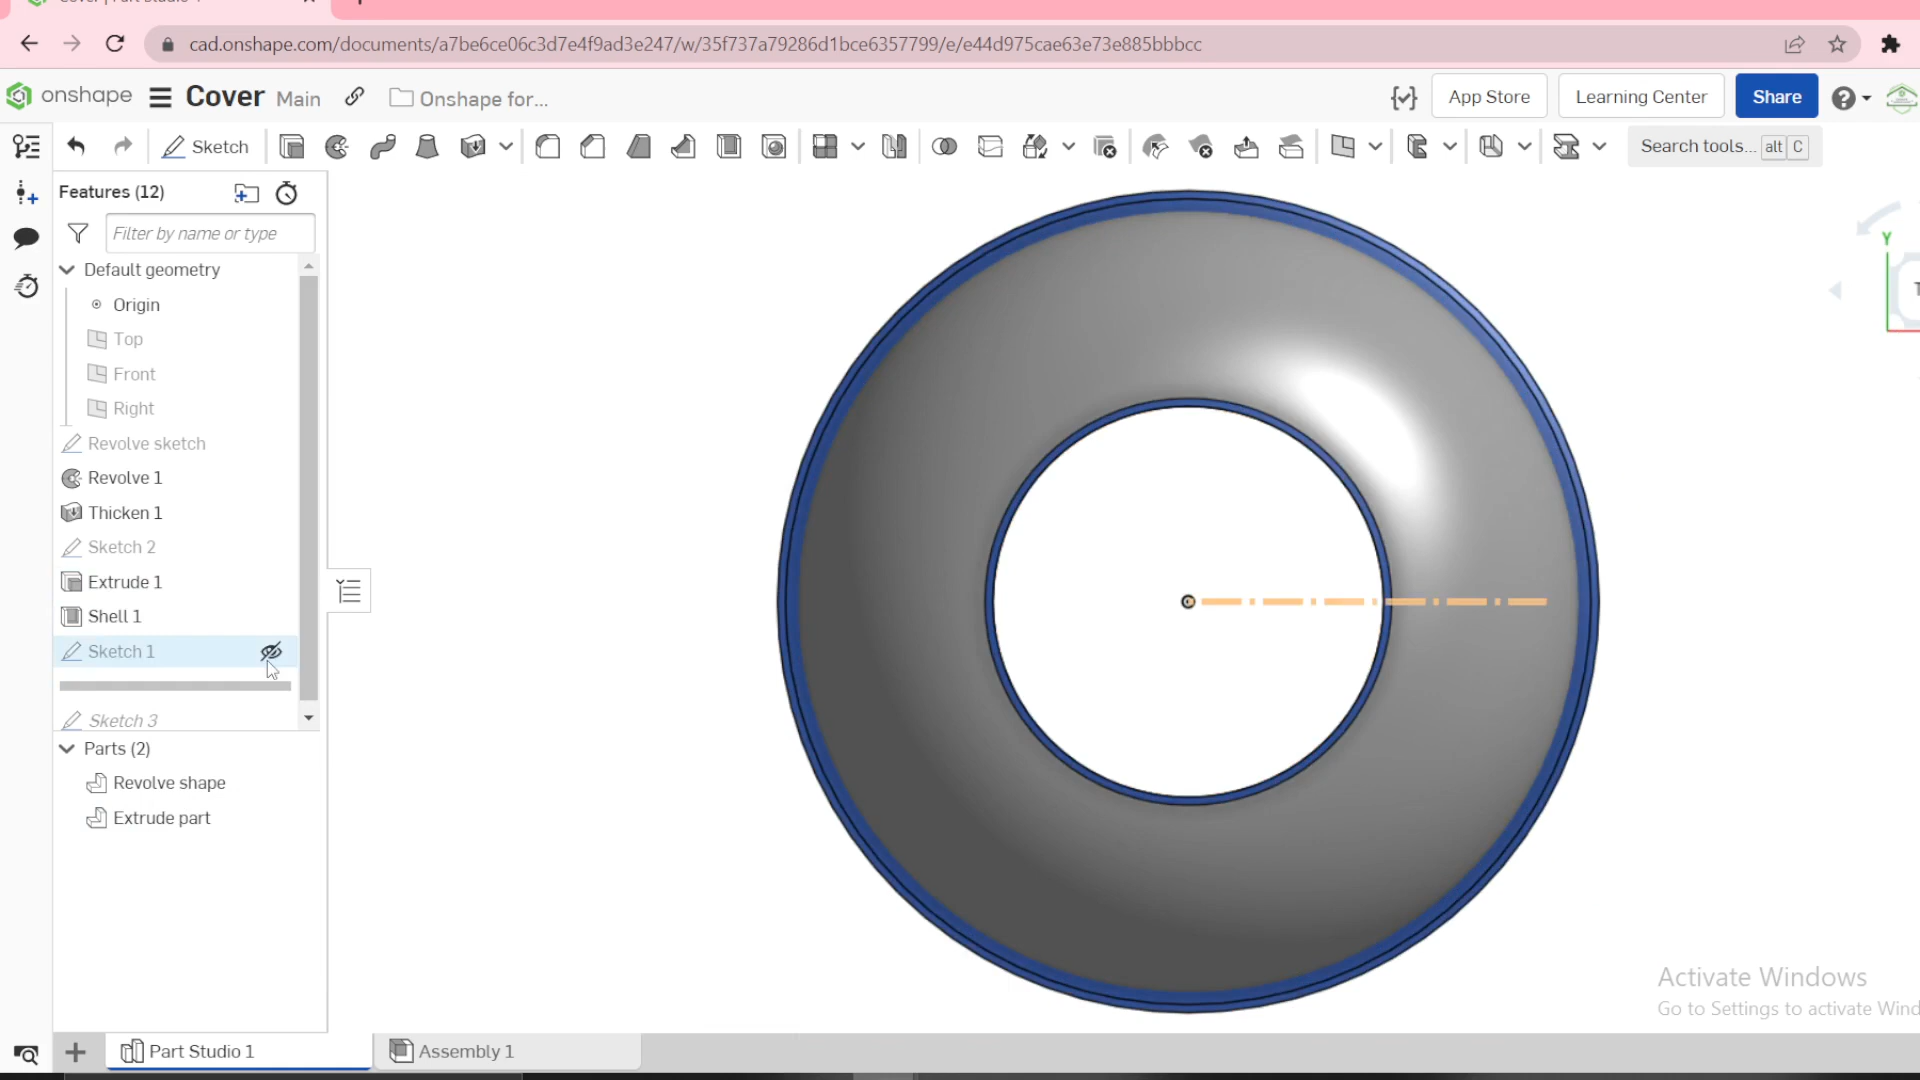 cad.onshape.com/documents/a7be6ce06c3d7e4f9ad3e247/w/35f737a79286d1bce6357799/e/e44d975cae63e73e885bbbcc
onshape Cover Main Onshape for... App Store Learning Center Share
Sketch Search tools... alt C
Features (12)
Filter by name or type
Default geometry
Origin
Top
Front
Right
Revolve sketch
Revolve 1
Thicken 1
Sketch 2
Extrude 1
Shell 1
Sketch 1
Sketch 3
Parts (2)
Revolve shape
Extrude part
Y
Activate Windows
Go to Settings to activate Wind
Part Studio 1 Assembly 1